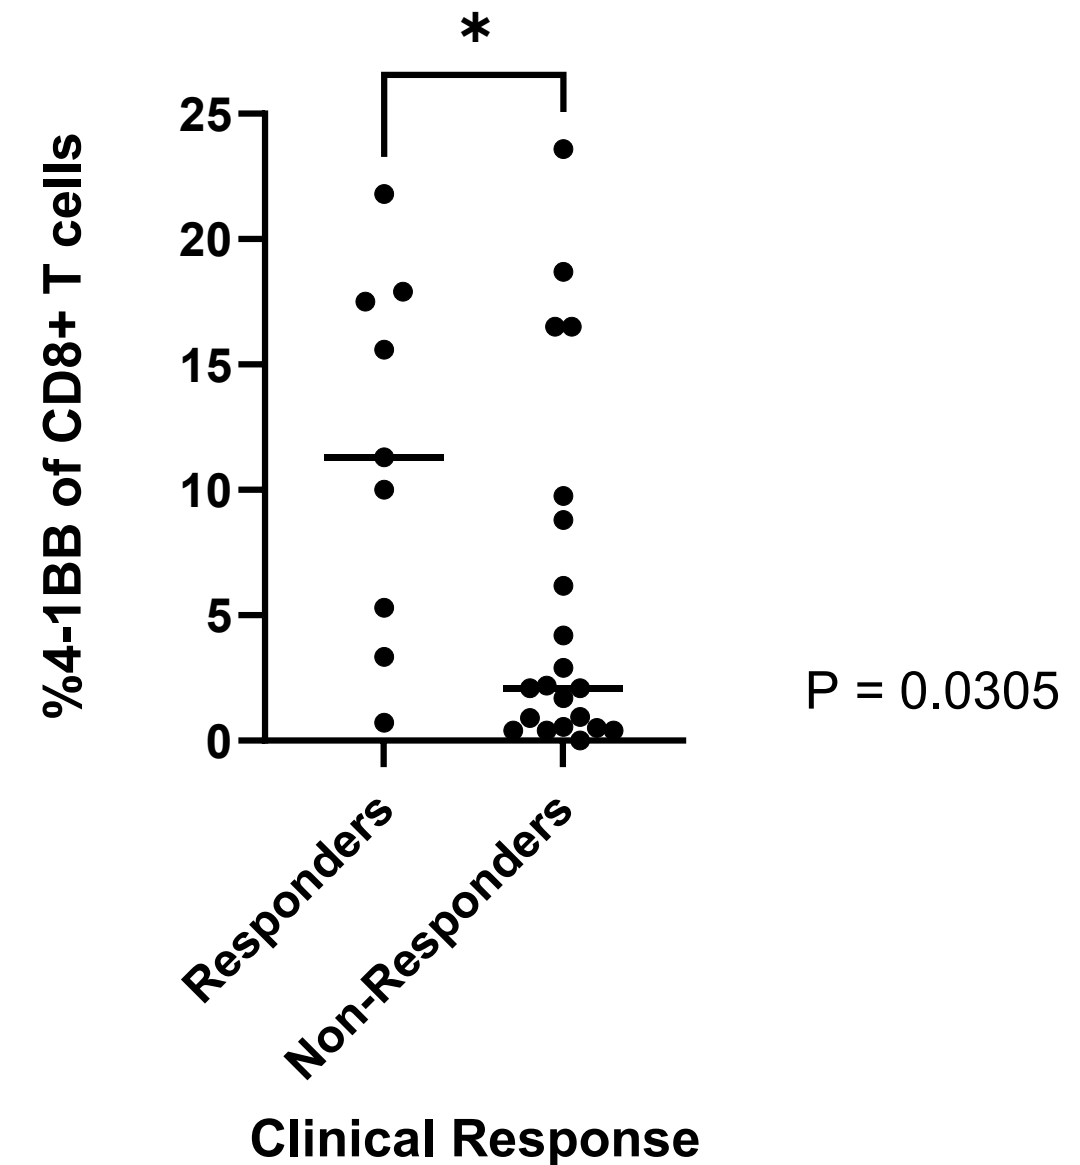 *
%4-1BB of CD8+ T cells
25
20
15
10
5
0
P = 0.0305
Responders
Non-Responders
Clinical Response